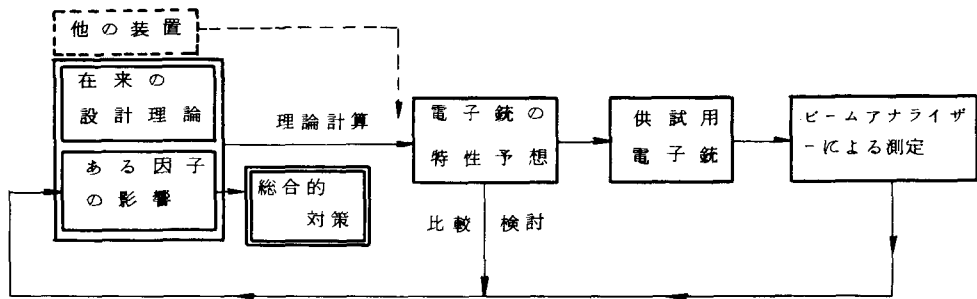 他の装置
在来の
設計理論
ある因子
の影響
総合的
対策
理論計算
電子銃の
特性予想
比較 検討
供試用
電子銃
ビームアナライザ
ーによる測定